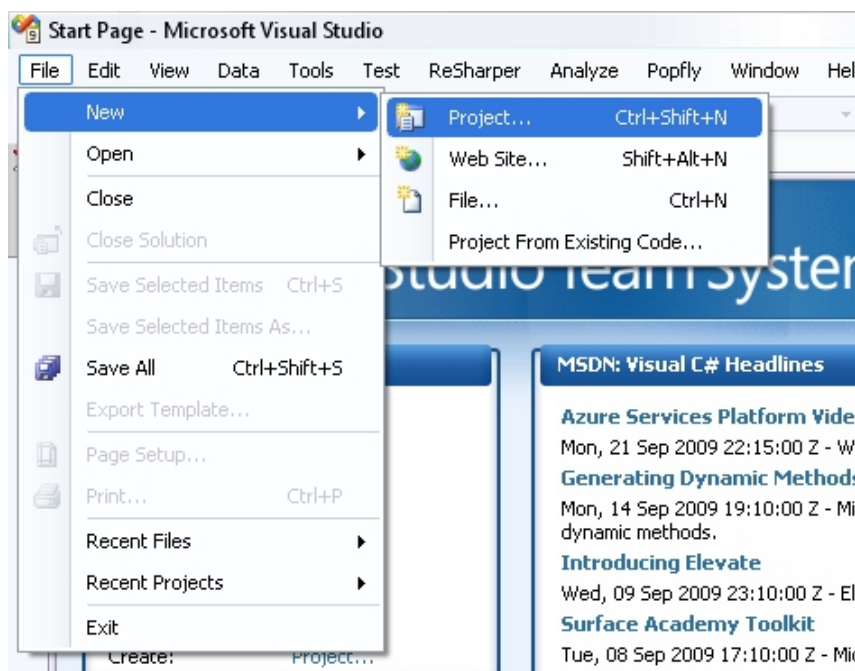 Start Page - Microsoft Visual Studio
File Edit View Data Tools Test ReSharper Analyze Popfly Window
New
Open
Close
Close Solution
Save Selected Items Ctrl+S
Save Selected Items As...
Save All Ctrl+Shift+S
Export Template...
Page Setup...
Print... Ctrl+P
Recent Files
Recent Projects
Exit
Project... Ctrl+Shift+N
Web Site... Shift+Alt+N
File... Ctrl+N
Project From Existing Code...
Studio Team
MSDN: Visual C# Headlines
Azure Services Platform
Mon, 21 Sep 2009 22:15:00 Z -
Generating Dynamic Methods
Mon, 14 Sep 2009 19:10:00 Z -
dynamic methods.
Introducing Elevate
Wed, 09 Sep 2009 23:10:00 Z -
Surface Academy Toolkit
Tue, 08 Sep 2009 17:10:00 Z -
Create: Project...